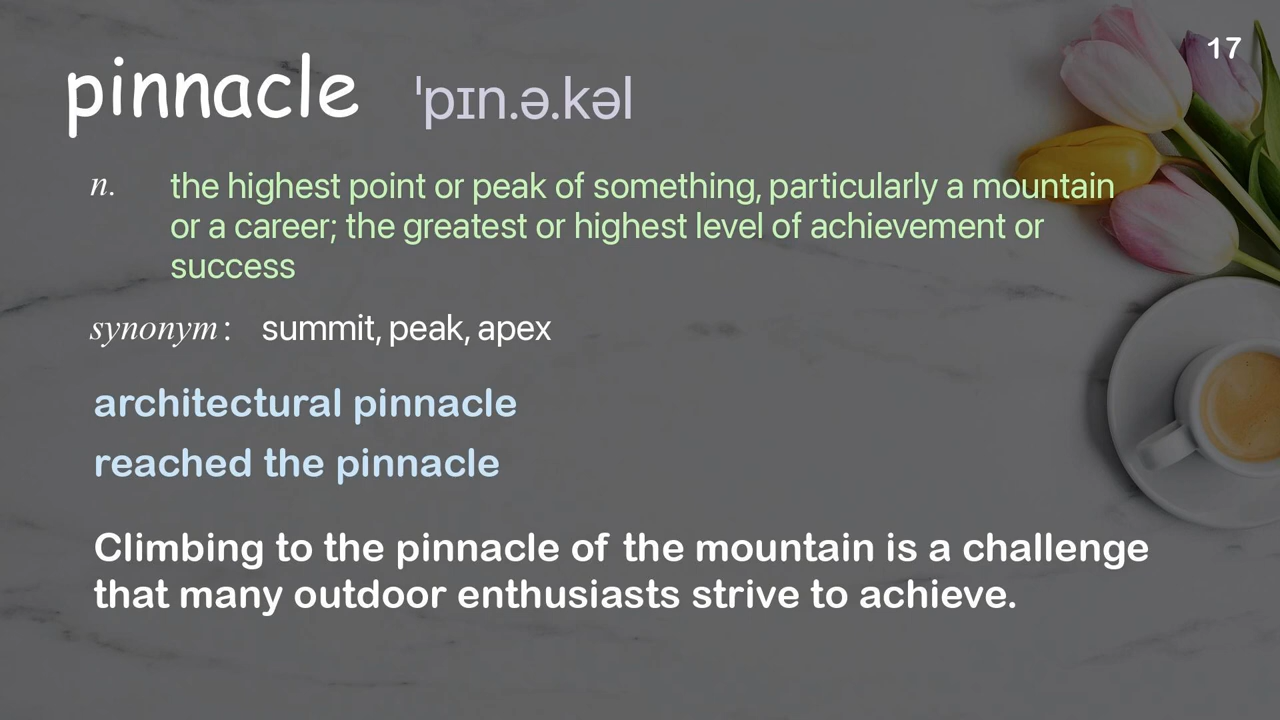 17
pinnacle ˈpɪn.ə.kəl
n. the highest point or peak of something, particularly a mountain
or a career; the greatest or highest level of achievement or
success
synonym: summit, peak, apex
architectural pinnacle
reached the pinnacle
Climbing to the pinnacle of the mountain is a challenge
that many outdoor enthusiasts strive to achieve.